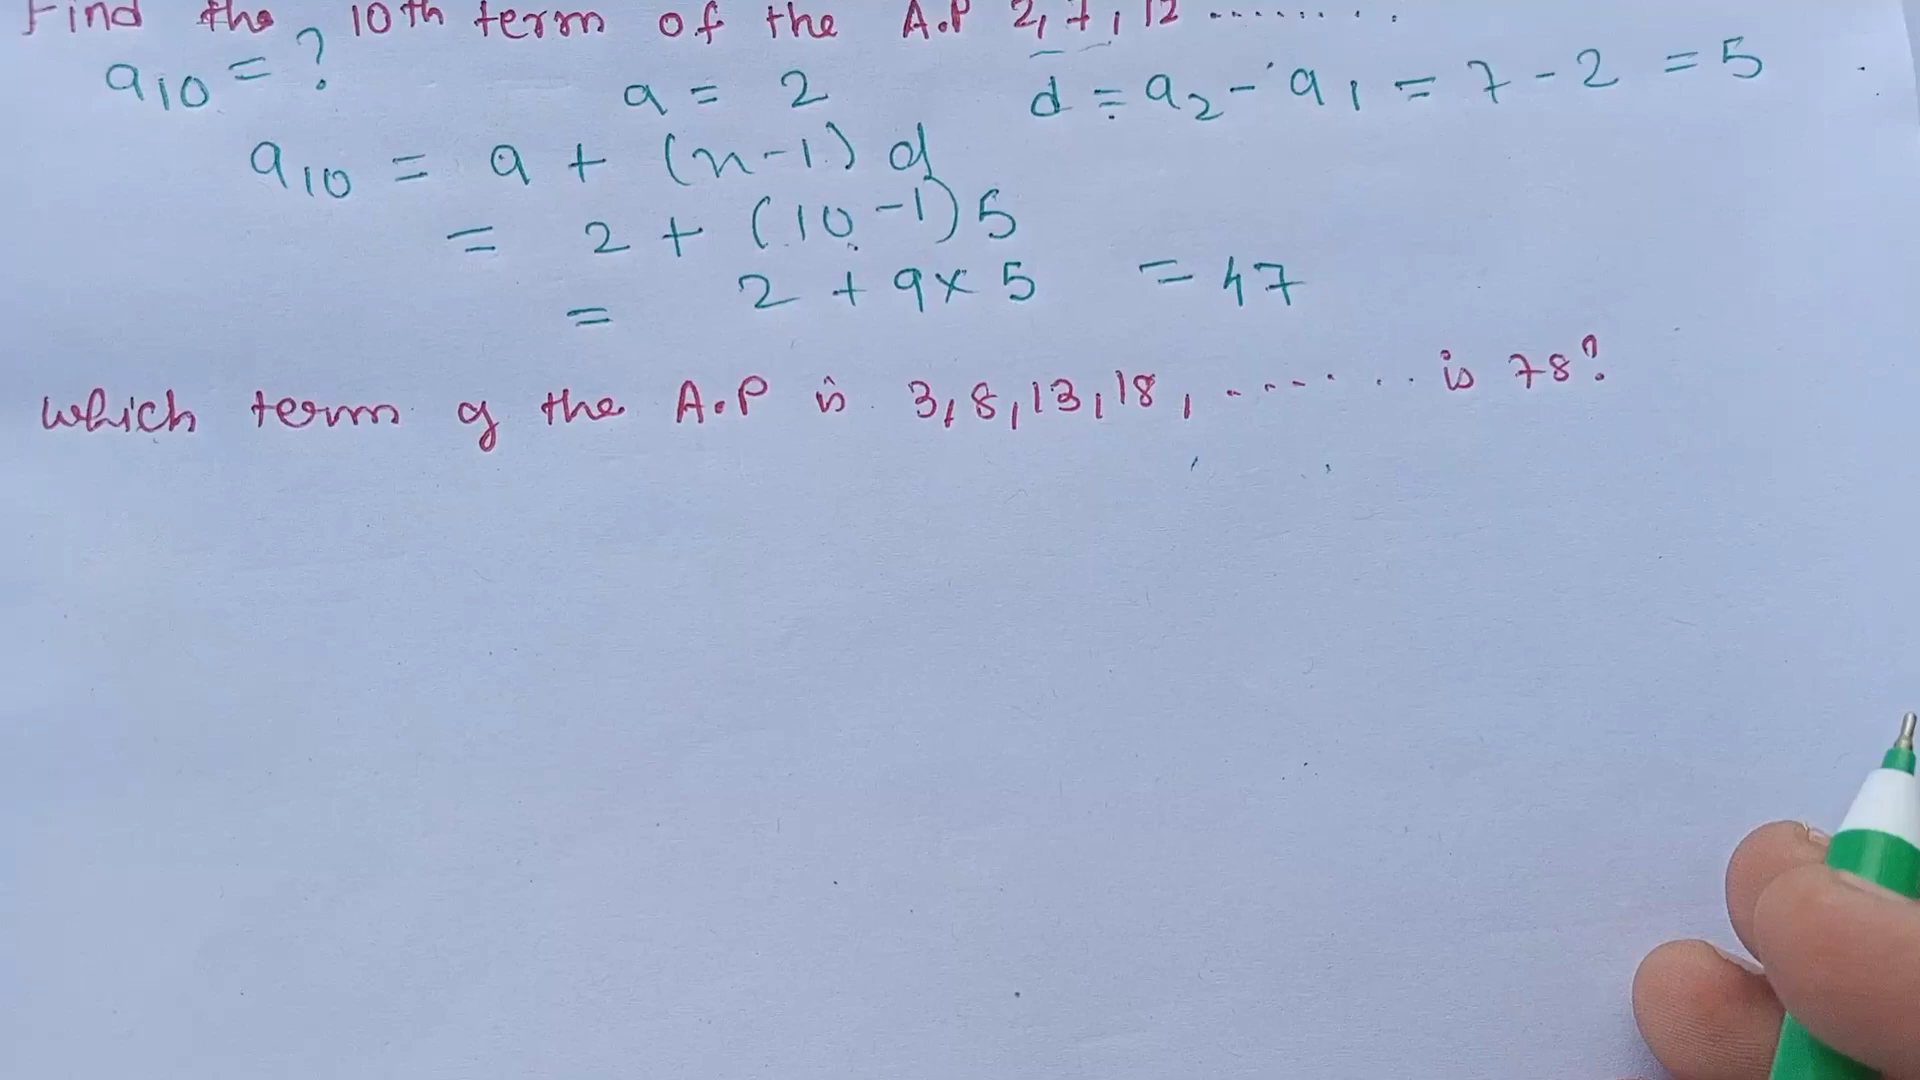 Find the 10th term of the A.P 2, 7, 12 .........
a10 = ? a = 2 d = a2 - a1 = 7 - 2 = 5
a10 = a + (n-1) d
= 2 + (10-1) 5
= 2 + 9 x 5 = 47
which term of the A.P is 3, 8, 13, 18, ........ is 78?